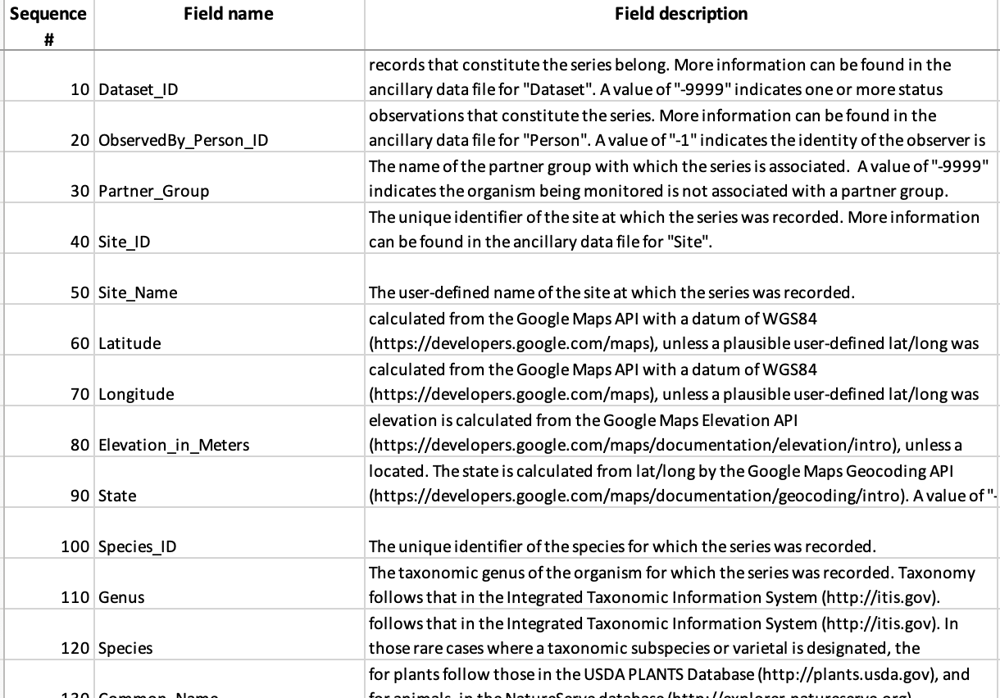 Sequence # Field name Field description
records that constitute the series belong. More information can be found in the
10 Dataset_ID ancillary data file for "Dataset". A value of "-9999" indicates one or more status
observations that constitute the series. More information can be found in the
20 ObservedBy_Person_ID ancillary data file for "Person". A value of "-1" indicates the identity of the observer is
The name of the partner group with which the series is associated.  A value of "-9999"
30 Partner_Group indicates the organism being monitored is not associated with a partner group.
The unique identifier of the site at which the series was recorded. More information
40 Site_ID can be found in the ancillary data file for "Site".
50 Site_Name The user-defined name of the site at which the series was recorded.
calculated from the Google Maps API with a datum of WGS84
60 Latitude (https://developers.google.com/maps), unless a plausible user-defined lat/long was
calculated from the Google Maps API with a datum of WGS84
70 Longitude (https://developers.google.com/maps), unless a plausible user-defined lat/long was
elevation is calculated from the Google Maps Elevation API
80 Elevation_in_Meters (https://developers.google.com/maps/documentation/elevation/intro), unless a
located. The state is calculated from lat/long by the Google Maps Geocoding API
90 State (https://developers.google.com/maps/documentation/geocoding/intro). A value of "-
100 Species_ID The unique identifier of the species for which the series was recorded.
The taxonomic genus of the organism for which the series was recorded. Taxonomy
110 Genus follows that in the Integrated Taxonomic Information System (http://itis.gov).
follows that in the Integrated Taxonomic Information System (http://itis.gov). In
120 Species those rare cases where a taxonomic subspecies or varietal is designated, the
for plants follow those in the USDA PLANTS Database (http://plants.usda.gov), and
130 Common_Name for animals, in the NatureServe database (http://explorer.natureserve.org)